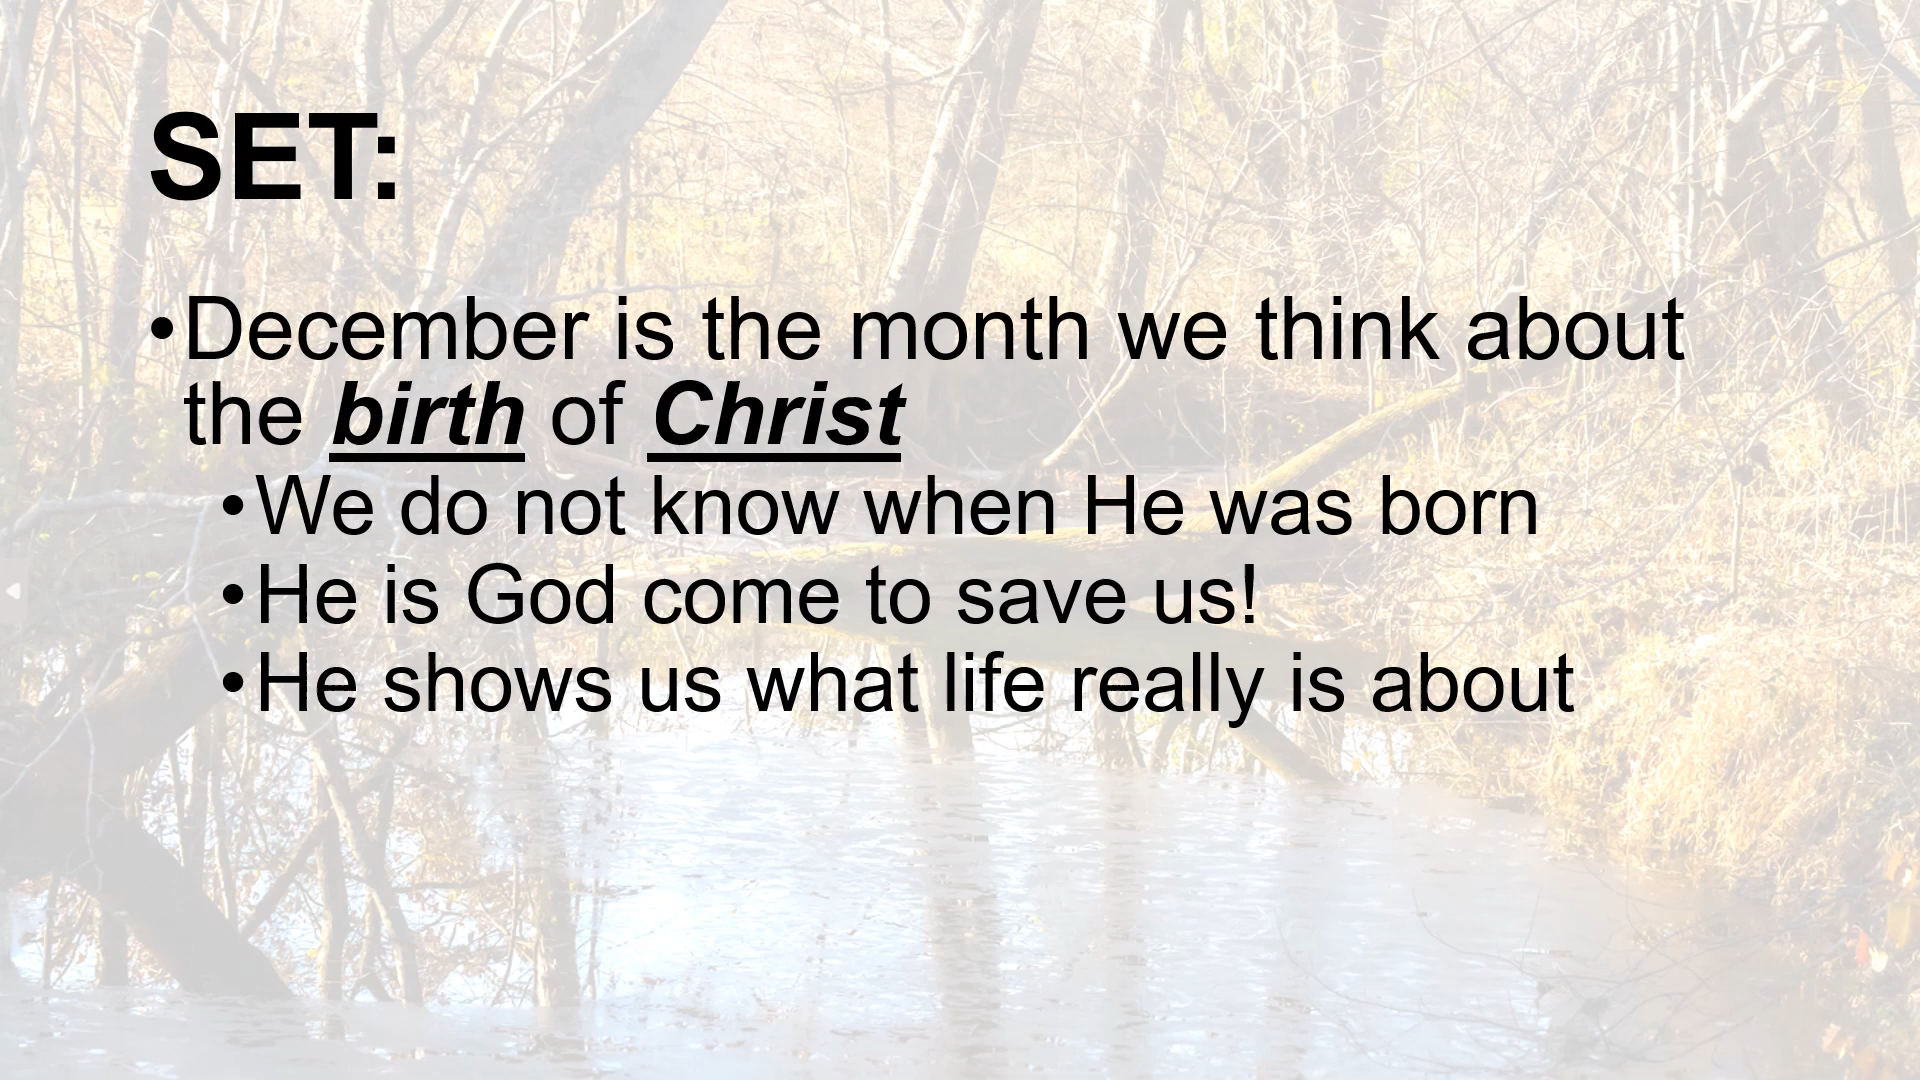 SET:
•December is the month we think about
the birth of Christ
•We do not know when He was born
•He is God come to save us!
•He shows us what life really is about